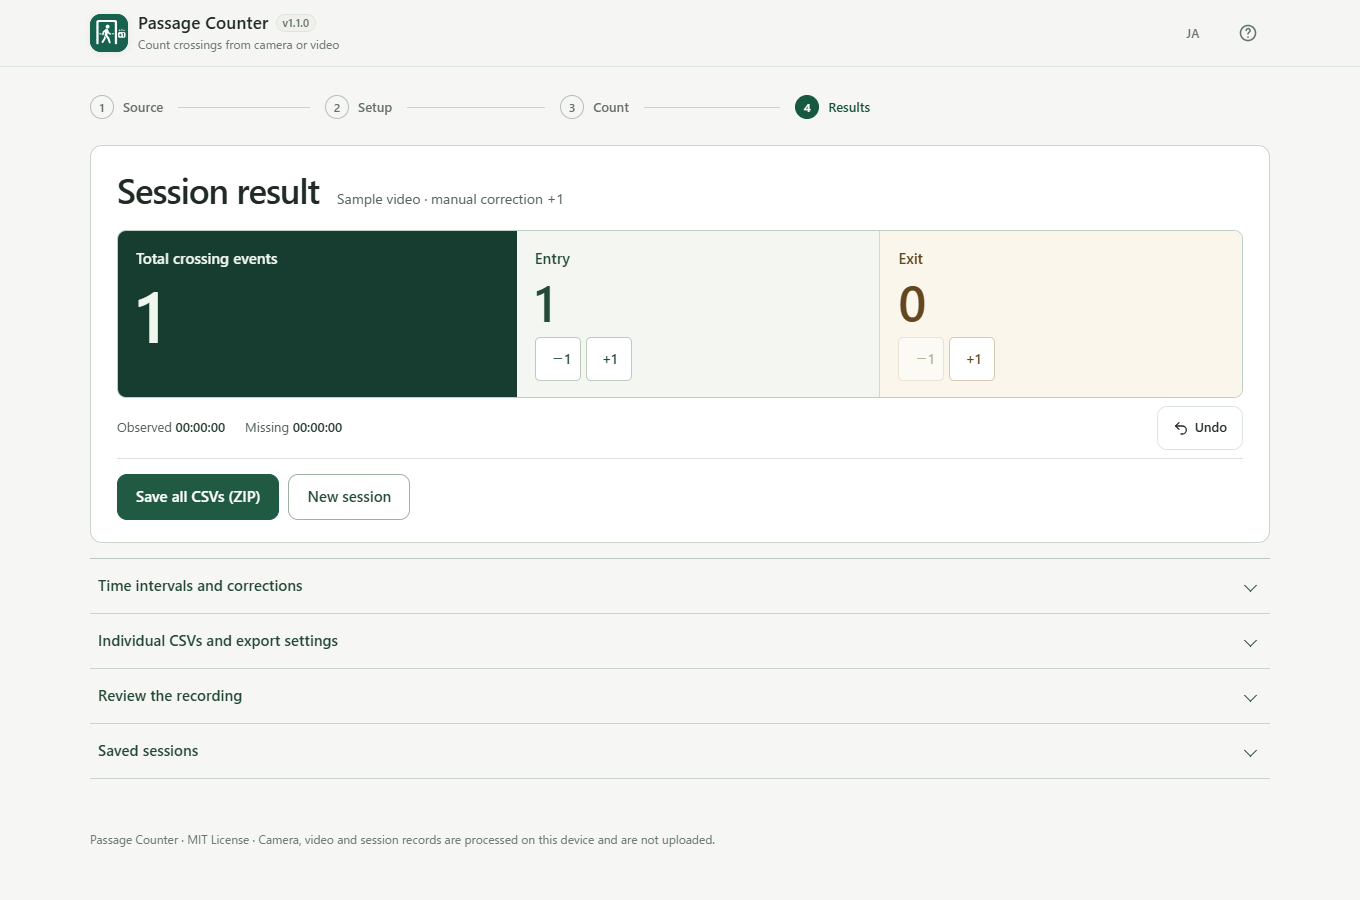 Passage Counter v1.1.0
Count crossings from camera or video
JA
1 Source
2 Setup
3 Count
4 Results
Session result
Sample video · manual correction +1
Total crossing events
1
Entry
1
−1 +1
Exit
0
−1 +1
Observed 00:00:00 Missing 00:00:00
Undo
Save all CSVs (ZIP)
New session
Time intervals and corrections
Individual CSVs and export settings
Review the recording
Saved sessions
Passage Counter · MIT License · Camera, video and session records are processed on this device and are not uploaded.